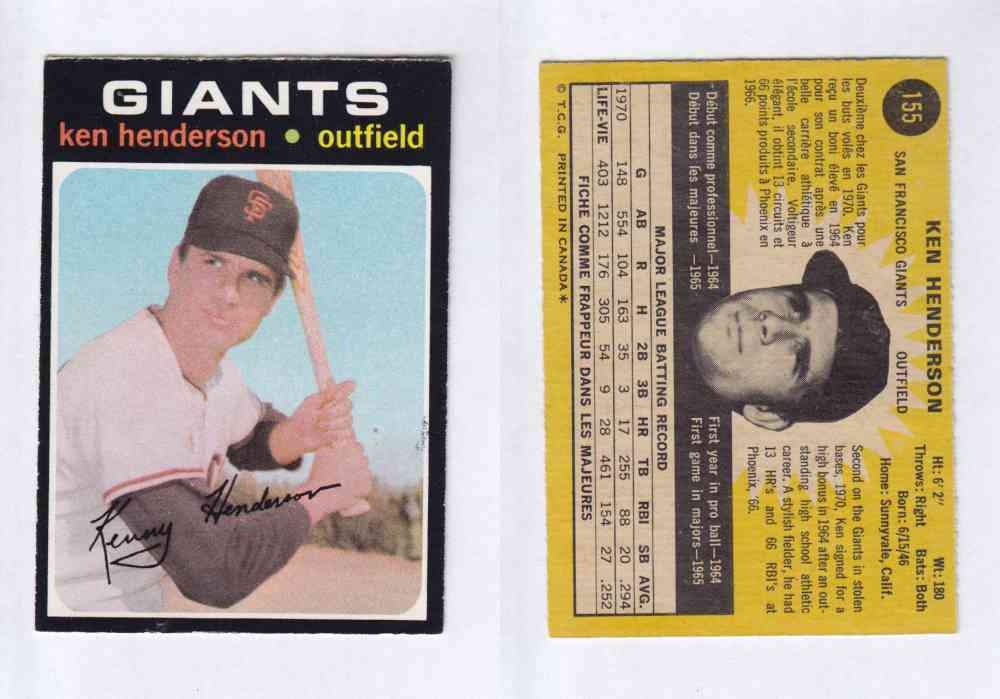 GIANTS
ken henderson • outfield
SF
Kenny Henderson
155
KEN HENDERSON
SAN FRANCISCO GIANTS OUTFIELD
Ht: 6' 2" Wt: 180
Throws: Right Bats: Both
Born: 6/15/46
Home: Sunnyvale, Calif.
Deuxième chez les Giants pour
les buts volés en 1970, Ken
reçu un bon élevé en 1964
pour son contrat après une
belle carrière athlétique à
l'école secondaire. Voltigeur
élégant, il obtint 13 circuits et
66 points produits à Phoenix en
1966.
Second on the Giants in stolen
bases, 1970, Ken signed for a
high bonus in 1964 after an out-
standing high school athletic
career. A stylish fielder, he had
13 HR's and 66 RBI's at
Phoenix, '66.
Début comme professionnel—1964
Début dans les majeures —1965
First year in pro ball—1964
First game in majors—1965
MAJOR LEAGUE BATTING RECORD
G AB R H 2B 3B HR TB RBI SB AVG.
1970 148 554 104 163 35 3 17 255 88 20 .294
LIFE-VIE 403 1212 176 305 54 9 28 461 154 27 .252
FICHE COMME FRAPPEUR DANS LES MAJEURES
© T.C.G. PRINTED IN CANADA *